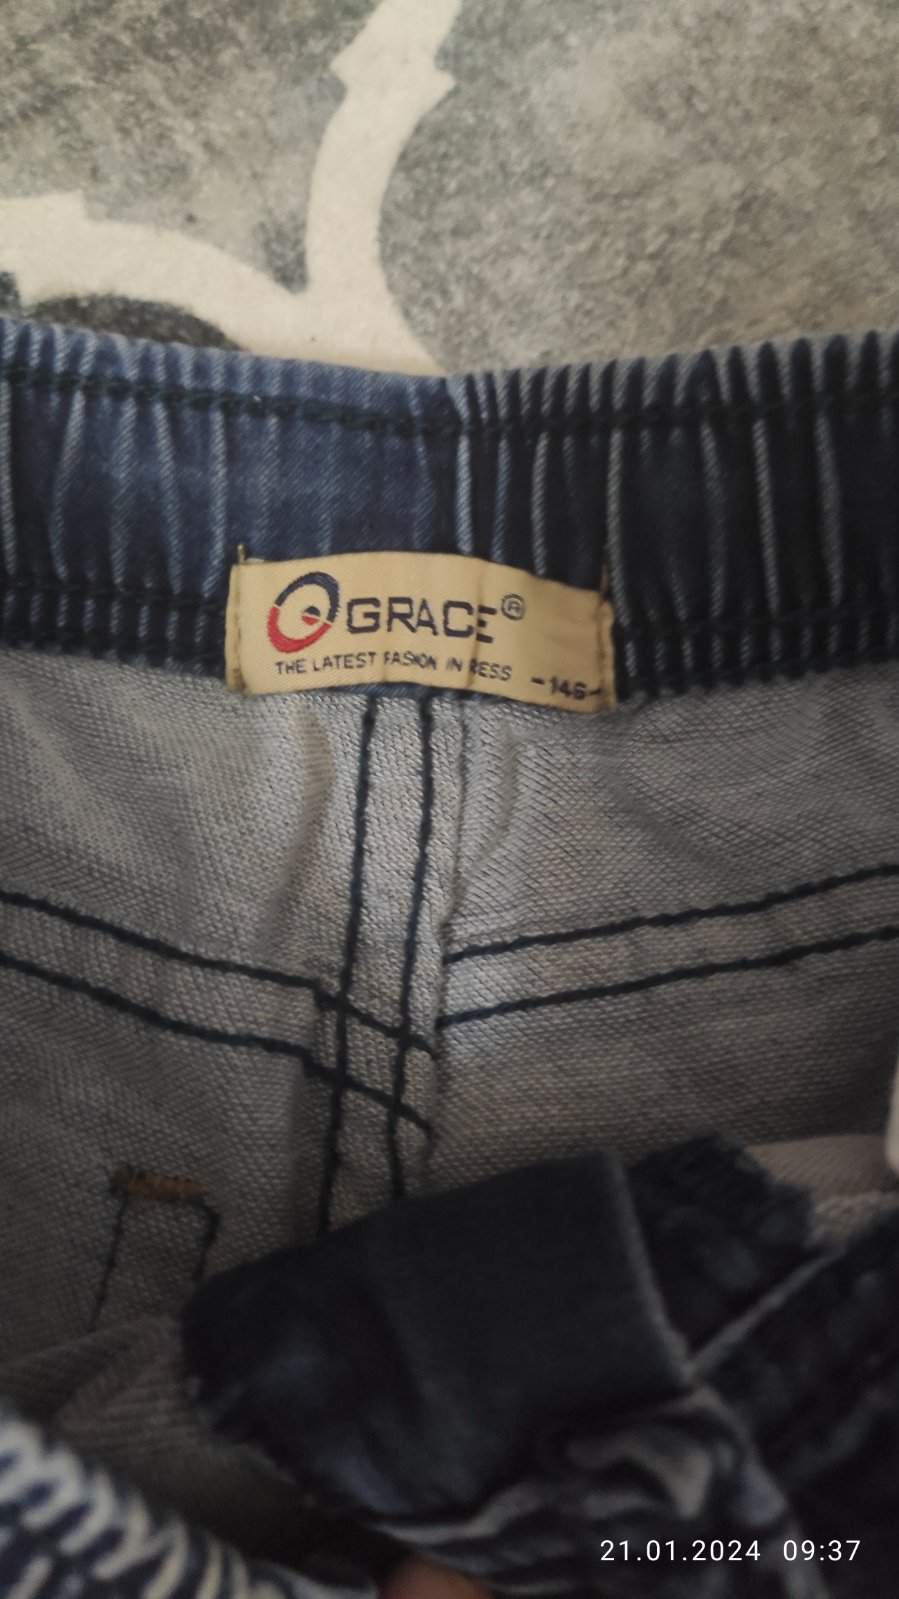 GRACE®
THE LATEST FASION IN RESS -146-
21.01.2024 09:37